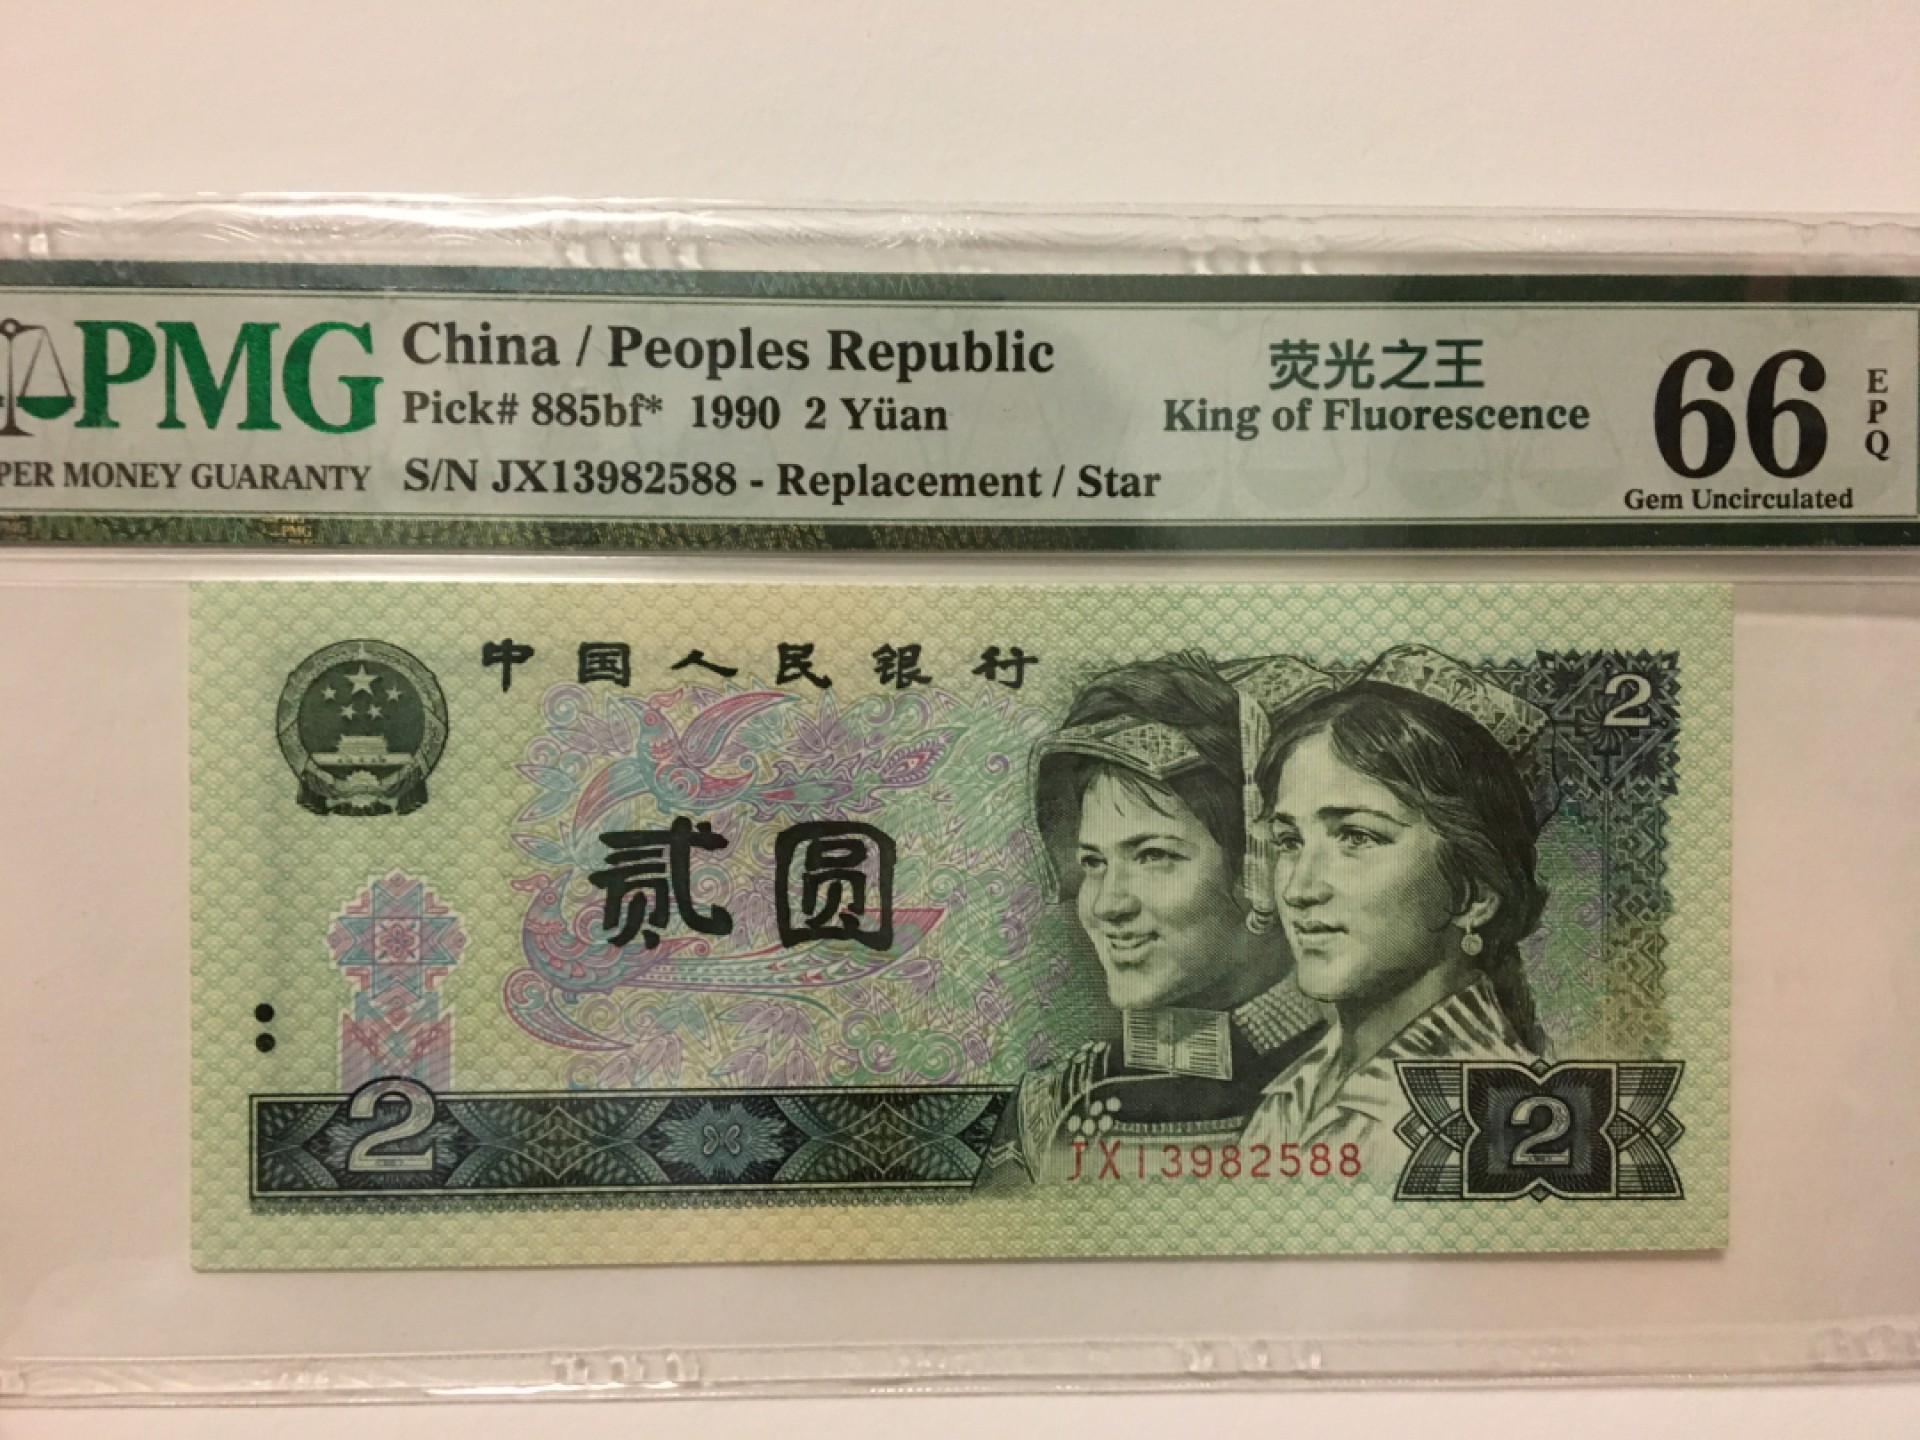 PMG
PER MONEY GUARANTY
China / Peoples Republic
Pick# 885bf* 1990 2 Yüan
S/N JX13982588 - Replacement / Star
荧光之王
King of Fluorescence
66
EPQ
Gem Uncirculated
中国人民银行
2
贰圆
2
JX13982588
2